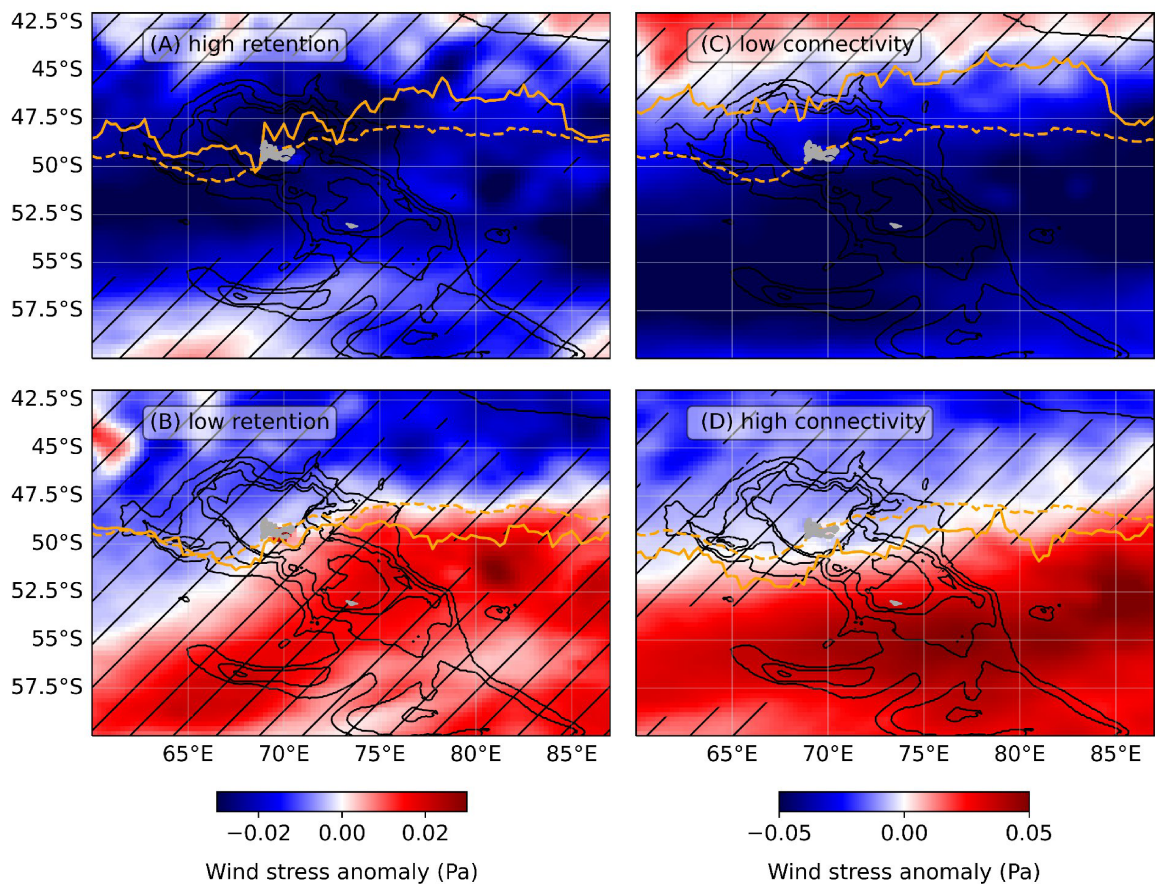 (A) high retention
(C) low connectivity
42.5°S
45°S
47.5°S
50°S
52.5°S
55°S
57.5°S
(B) low retention
(D) high connectivity
42.5°S
45°S
47.5°S
50°S
52.5°S
55°S
57.5°S
65°E 70°E 75°E 80°E 85°E
65°E 70°E 75°E 80°E 85°E
−0.02 0.00 0.02
Wind stress anomaly (Pa)
−0.05 0.00 0.05
Wind stress anomaly (Pa)